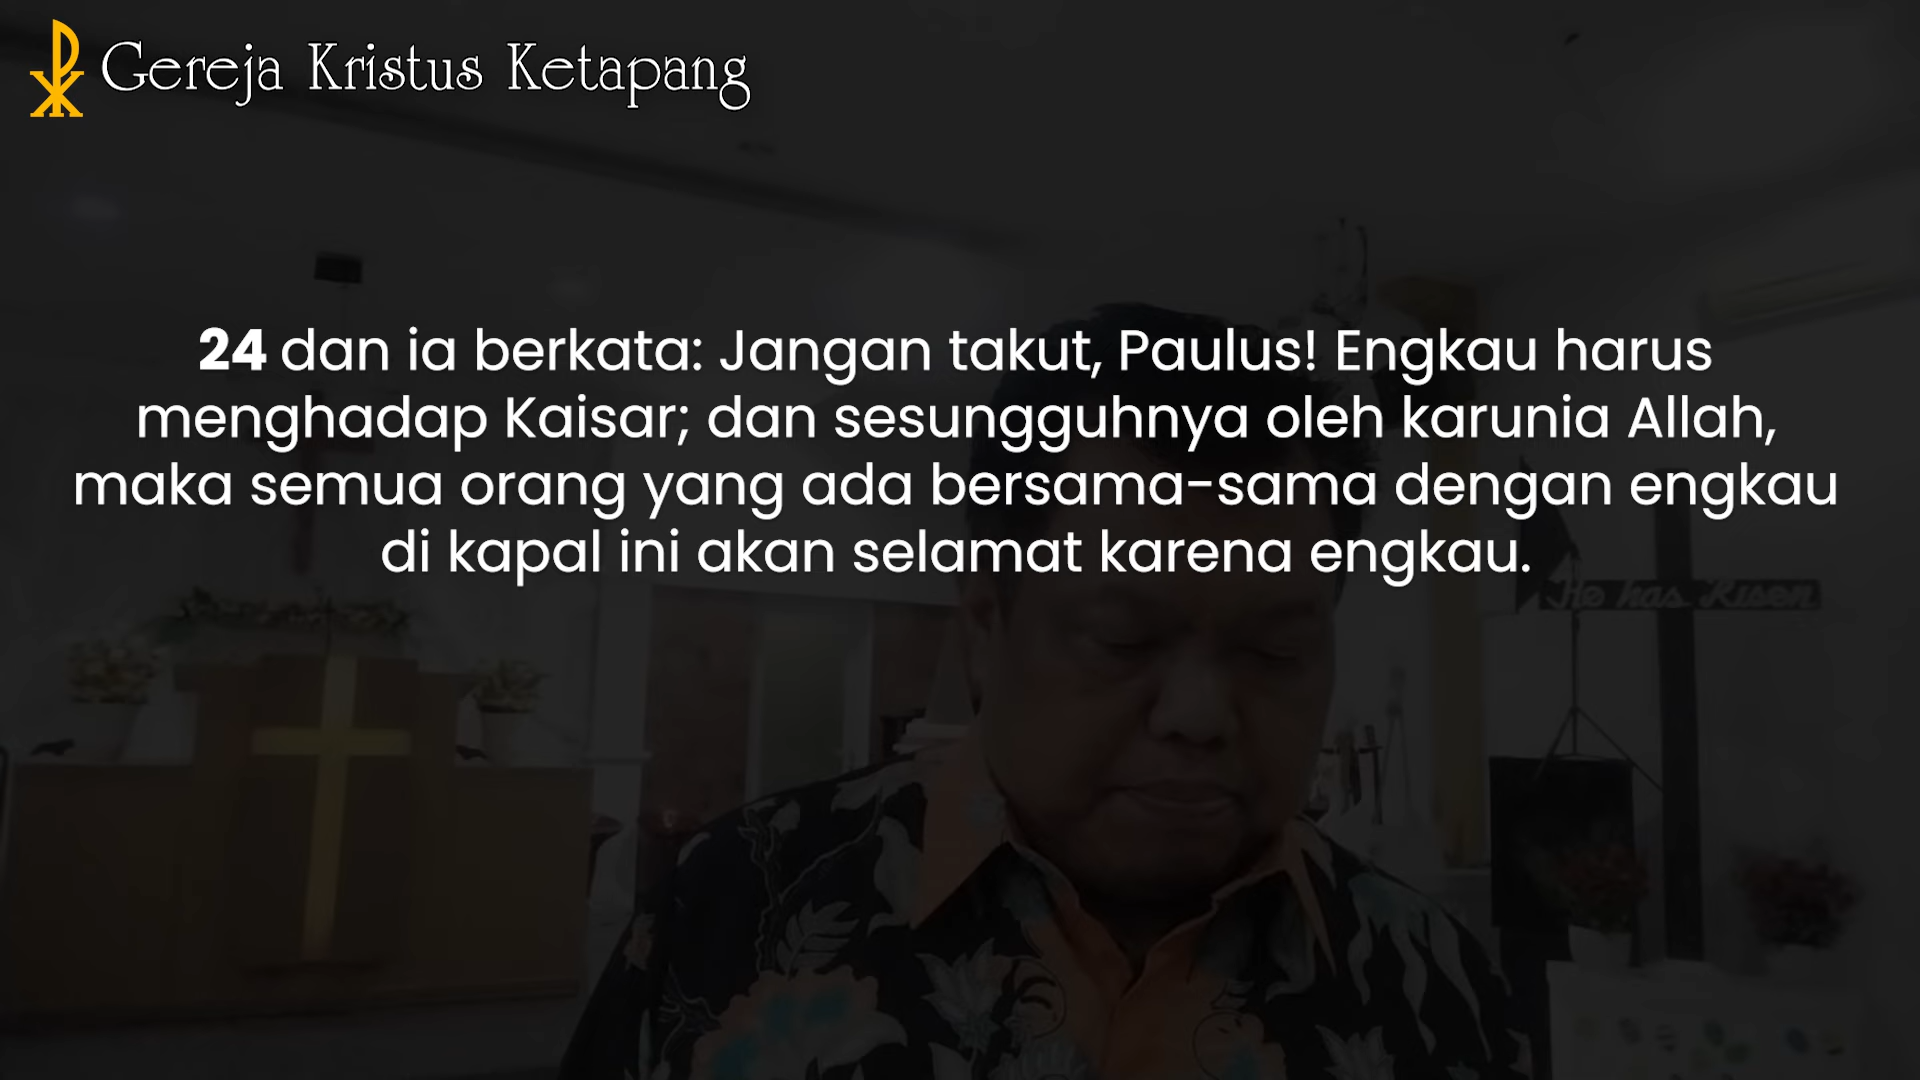 Gereja Kristus Ketapang
24 dan ia berkata: Jangan takut, Paulus! Engkau harus
menghadap Kaisar; dan sesungguhnya oleh karunia Allah,
maka semua orang yang ada bersama-sama dengan engkau
di kapal ini akan selamat karena engkau.
He has Risen